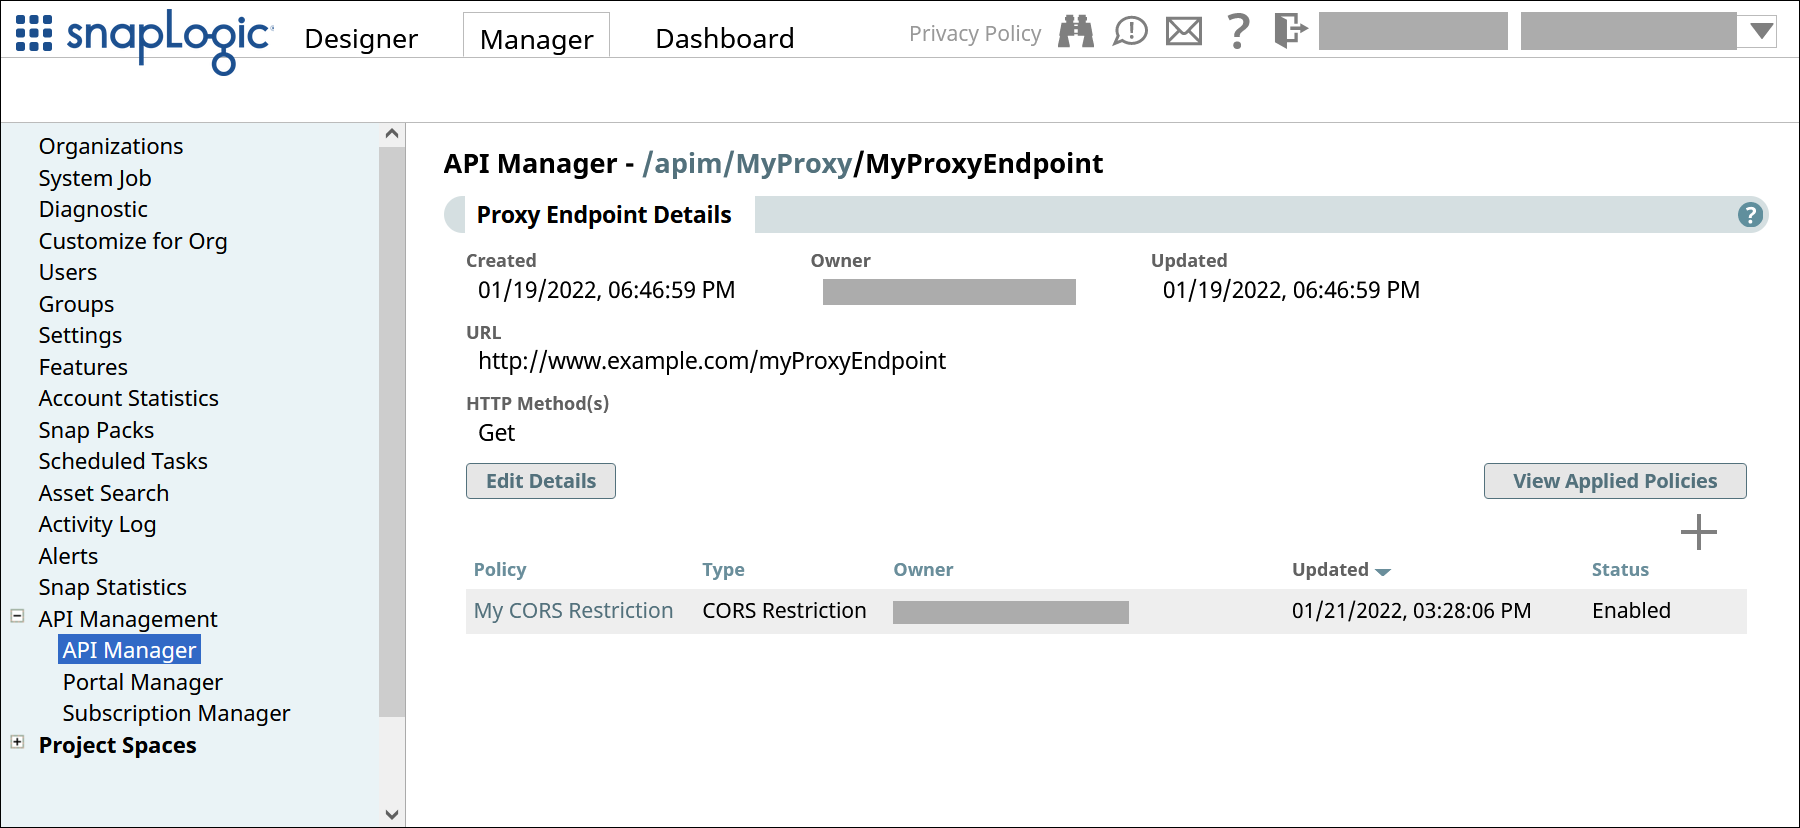 snapLogic
Designer
Manager
Dashboard
Privacy Policy
Organizations
System Job
Diagnostic
Customize for Org
Users
Groups
Settings
Features
Account Statistics
Snap Packs
Scheduled Tasks
Asset Search
Activity Log
Alerts
Snap Statistics
API Management
API Manager
Portal Manager
Subscription Manager
Project Spaces
API Manager - /apim/MyProxy/MyProxyEndpoint
Proxy Endpoint Details
Created Owner Updated
01/19/2022, 06:46:59 PM 01/19/2022, 06:46:59 PM
URL
http://www.example.com/myProxyEndpoint
HTTP Method(s)
Get
Edit Details View Applied Policies
Policy Type Owner Updated Status
My CORS Restriction CORS Restriction 01/21/2022, 03:28:06 PM Enabled